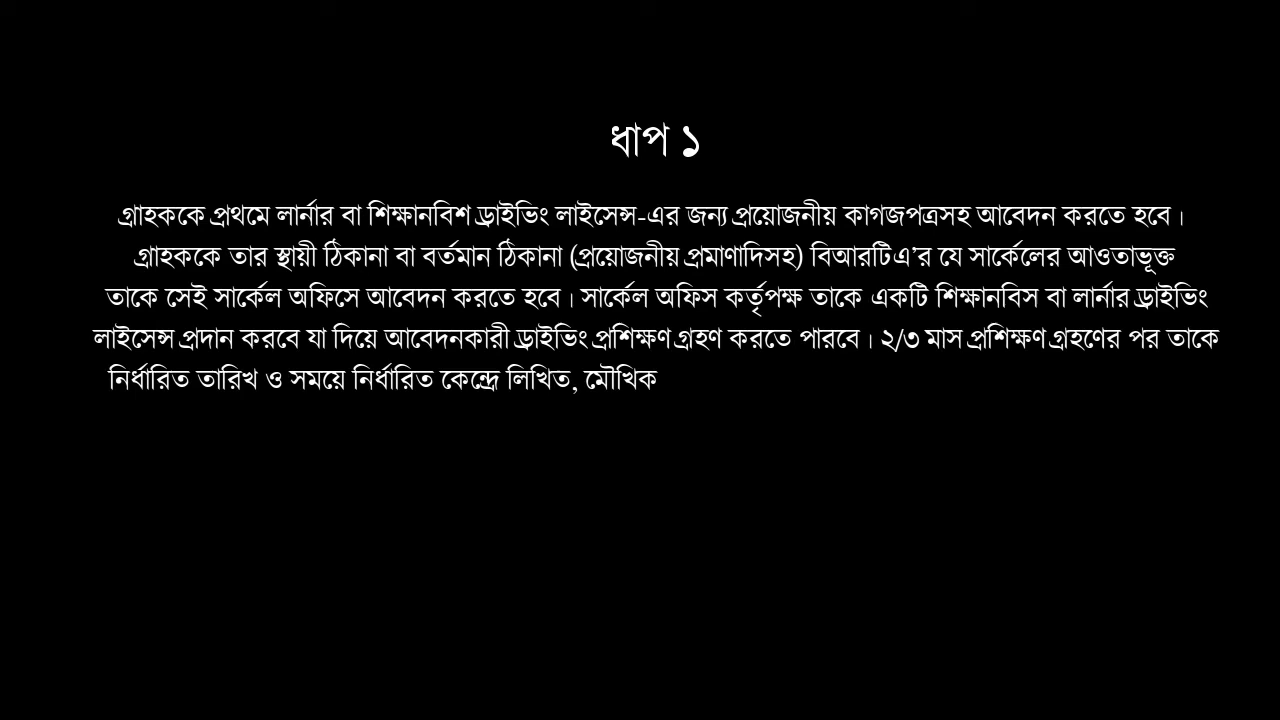 ধাপ ১
গ্রাহককে প্রথমে লার্নার বা শিক্ষানবিশ ড্রাইভিং লাইসেন্স-এর জন্য প্রয়োজনীয় কাগজপত্রসহ আবেদন করতে হবে।
গ্রাহককে তার স্থায়ী ঠিকানা বা বর্তমান ঠিকানা (প্রয়োজনীয় প্রমাণাদিসহ) বিআরটিএ’র যে সার্কেলের আওতাভূক্ত
তাকে সেই সার্কেল অফিসে আবেদন করতে হবে। সার্কেল অফিস কর্তৃপক্ষ তাকে একটি শিক্ষানবিস বা লার্নার ড্রাইভিং
লাইসেন্স প্রদান করবে যা দিয়ে আবেদনকারী ড্রাইভিং প্রশিক্ষণ গ্রহণ করতে পারবে। ২/৩ মাস প্রশিক্ষণ গ্রহণের পর তাকে
নির্ধারিত তারিখ ও সময়ে নির্ধারিত কেন্দ্রে লিখিত, মৌখিক